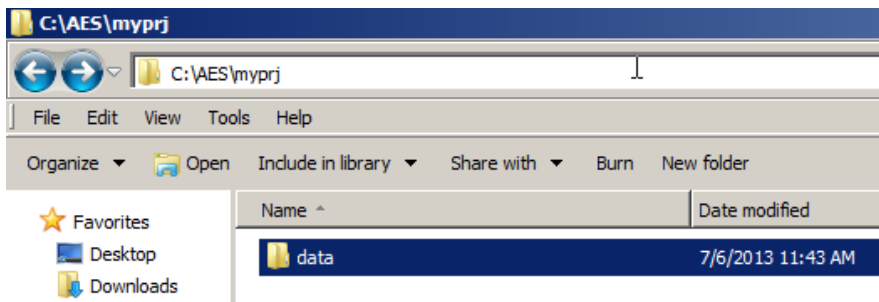 C:\AES\myprj
C:\AES\myprj
File Edit View Tools Help
Organize Open Include in library Share with Burn New folder
Favorites
Desktop
Downloads
Name Date modified
data 7/6/2013 11:43 AM